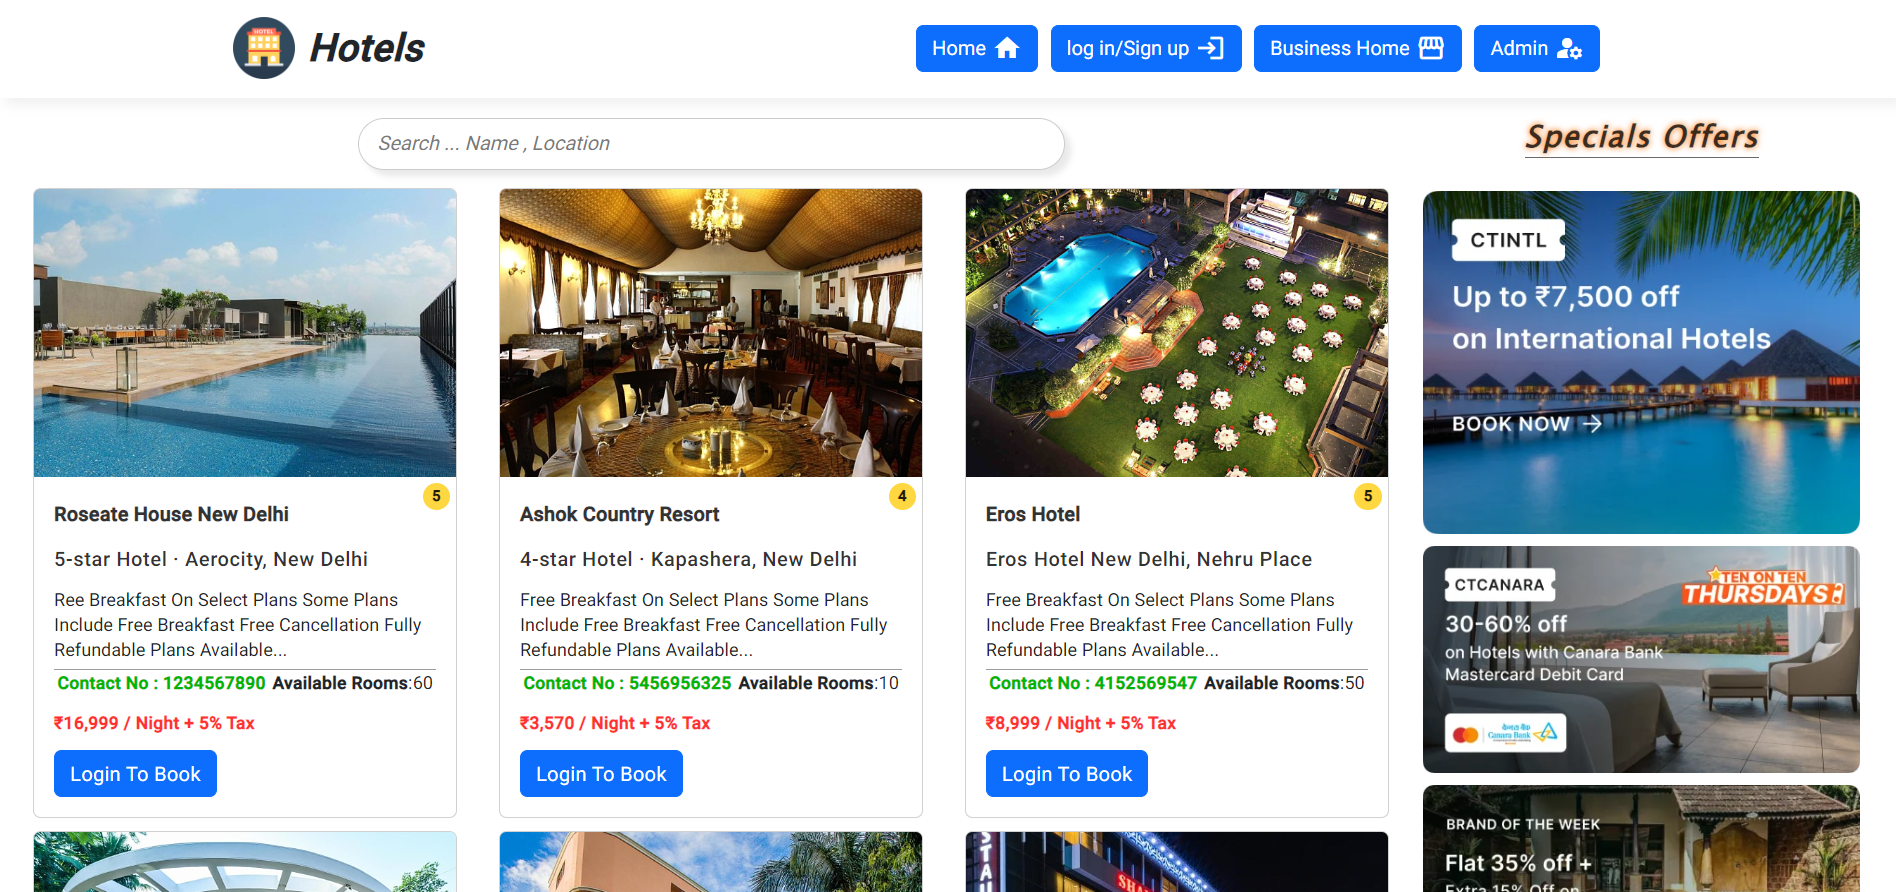 HOTEL
Hotels
Home
log in/Sign up
Business Home
Admin
Search ... Name , Location
Specials Offers
5
Roseate House New Delhi
5-star Hotel · Aerocity, New Delhi
Ree Breakfast On Select Plans Some Plans
Include Free Breakfast Free Cancellation Fully
Refundable Plans Available...
Contact No : 1234567890 Available Rooms:60
₹16,999 / Night + 5% Tax
Login To Book
4
Ashok Country Resort
4-star Hotel · Kapashera, New Delhi
Free Breakfast On Select Plans Some Plans
Include Free Breakfast Free Cancellation Fully
Refundable Plans Available...
Contact No : 5456956325 Available Rooms:10
₹3,570 / Night + 5% Tax
Login To Book
5
Eros Hotel
Eros Hotel New Delhi, Nehru Place
Free Breakfast On Select Plans Some Plans
Include Free Breakfast Free Cancellation Fully
Refundable Plans Available...
Contact No : 4152569547 Available Rooms:50
₹8,999 / Night + 5% Tax
Login To Book
CTINTL
Up to ₹7,500 off
on International Hotels
BOOK NOW
CTCANARA
TEN ON TEN
THURSDAYS
30-60% off
on Hotels with Canara Bank
Mastercard Debit Card
केनरा बैंक
Canara Bank
BRAND OF THE WEEK
Flat 35% off +
Extra 15% Off on
STAU
SHA